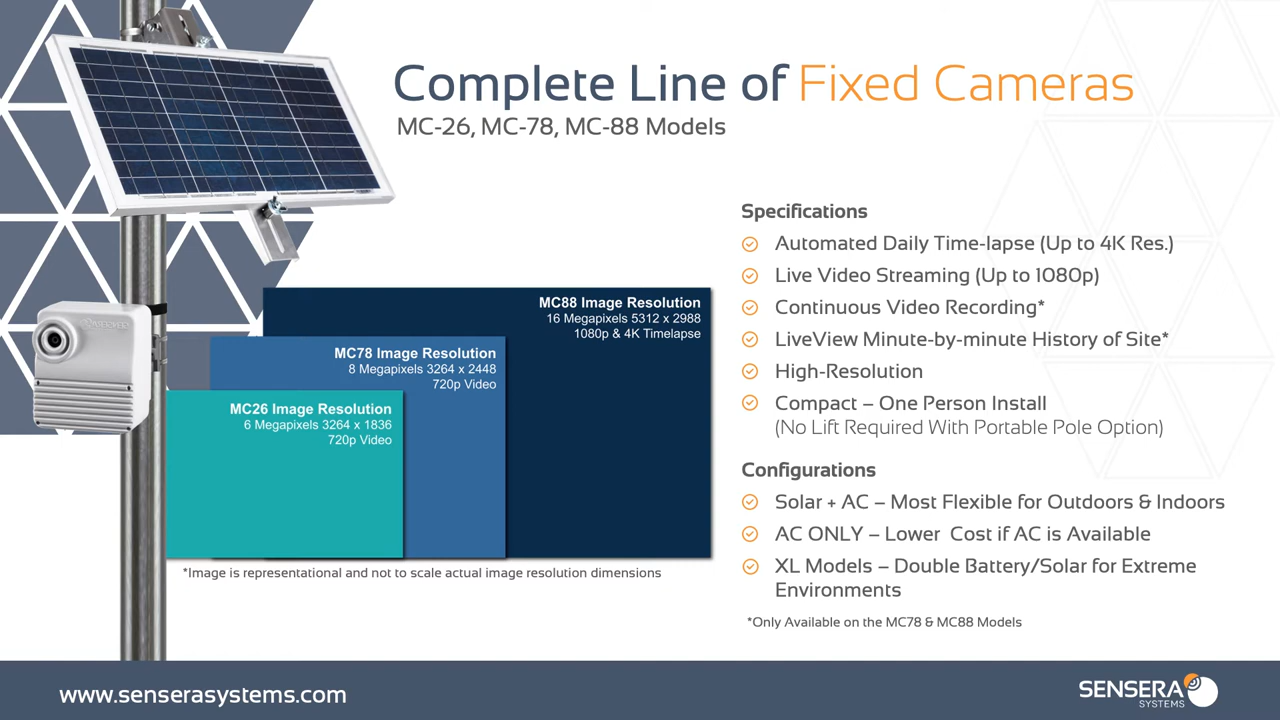 Complete Line of Fixed Cameras
MC-26, MC-78, MC-88 Models
MC88 Image Resolution
16 Megapixels 5312 x 2988
1080p & 4K Timelapse
MC78 Image Resolution
8 Megapixels 3264 x 2448
720p Video
MC26 Image Resolution
6 Megapixels 3264 x 1836
720p Video
*Image is representational and not to scale actual image resolution dimensions
Specifications
Automated Daily Time-lapse (Up to 4K Res.)
Live Video Streaming (Up to 1080p)
Continuous Video Recording*
LiveView Minute-by-minute History of Site*
High-Resolution
Compact – One Person Install
(No Lift Required With Portable Pole Option)
Configurations
Solar + AC – Most Flexible for Outdoors & Indoors
AC ONLY – Lower  Cost if AC is Available
XL Models – Double Battery/Solar for Extreme
Environments
*Only Available on the MC78 & MC88 Models
www.senserasystems.com
SENSERA
SYSTEMS